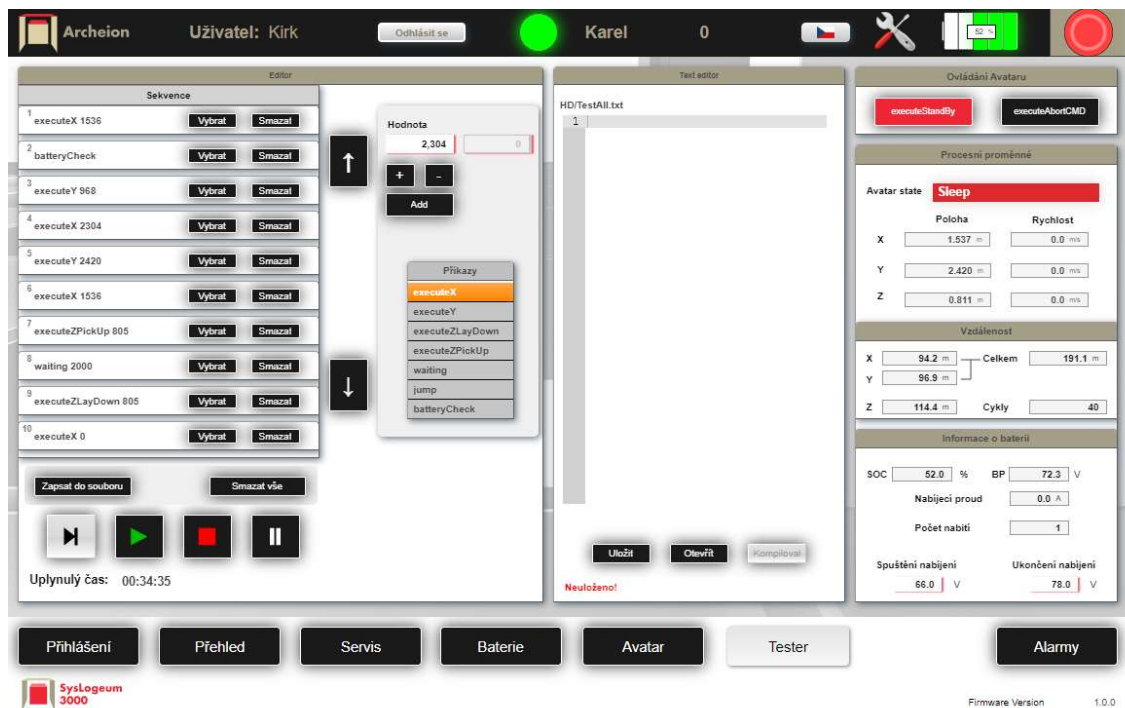 Archeion Uživatel: Kirk Odhlásit se Karel 0 52 %
Editor
Sekvence
1 executeX 1536 Vybrat Smazat
2 batteryCheck Vybrat Smazat
3 executeY 968 Vybrat Smazat
4 executeX 2304 Vybrat Smazat
5 executeY 2420 Vybrat Smazat
6 executeX 1536 Vybrat Smazat
7 executeZPickUp 805 Vybrat Smazat
8 waiting 2000 Vybrat Smazat
9 executeZLayDown 805 Vybrat Smazat
10 executeX 0 Vybrat Smazat
Zapsat do souboru Smazat vše
Uplynulý čas: 00:34:35
↑
↓
Hodnota
2,304 0
+ -
Add
Příkazy
executeX
executeY
executeZLayDown
executeZPickUp
waiting
jump
batteryCheck
Text editor
HD/TestAll.txt
1
Uložit Otevřít Kompilovat
Neuloženo!
Ovládání Avataru
executeStandBy executeAbortCMD
Procesní proměnné
Avatar state Sleep
Poloha Rychlost
X 1.537 m 0.0 m/s
Y 2.420 m 0.0 m/s
Z 0.811 m 0.0 m/s
Vzdálenost
X 94.2 m Celkem 191.1 m
Y 96.9 m
Z 114.4 m Cykly 40
Informace o baterii
SOC 52.0 % BP 72.3 V
Nabíjecí proud 0.0 A
Počet nabití 1
Spuštění nabíjení Ukončení nabíjení
66.0 V 78.0 V
Přihlášení Přehled Servis Baterie Avatar Tester Alarmy
SysLogeum
3000
Firmware Version 1.0.0